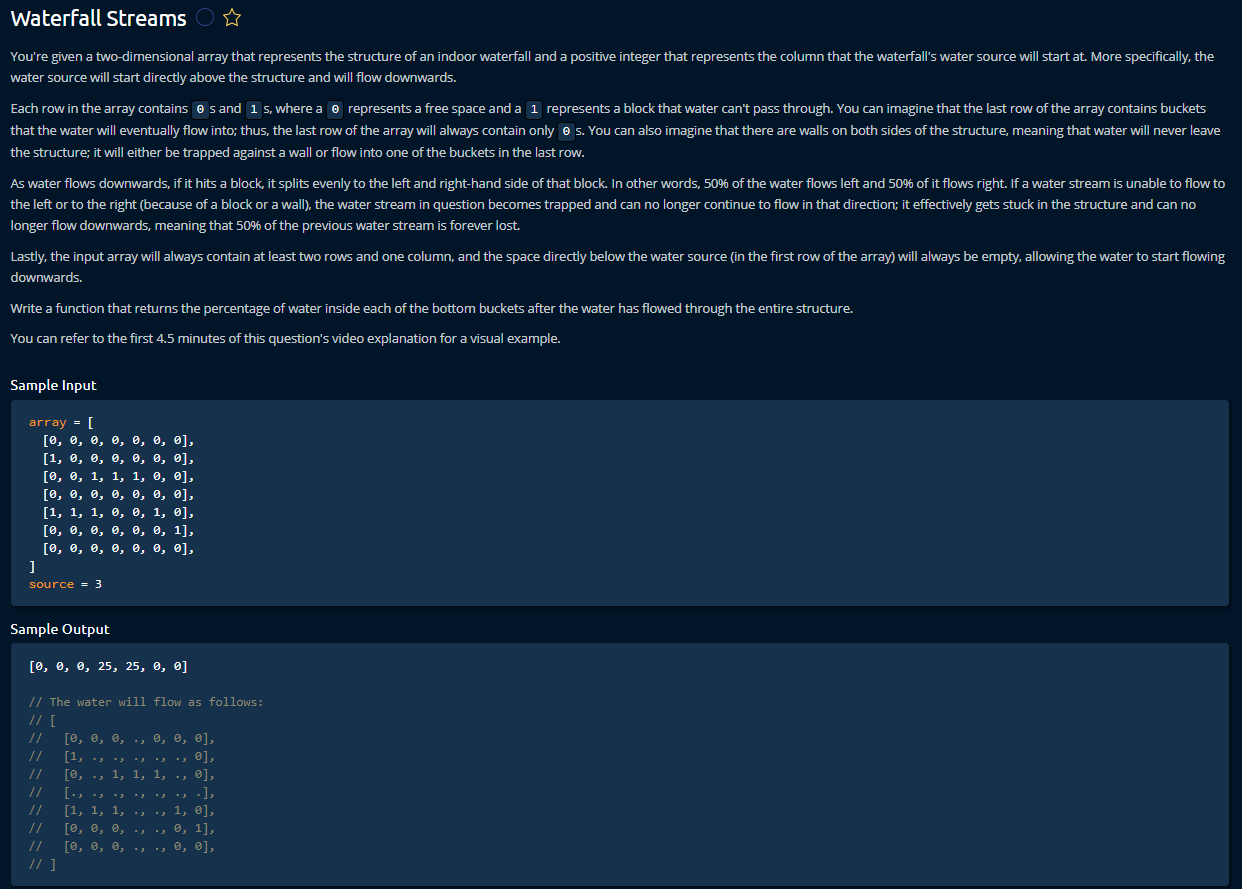 Waterfall Streams
You're given a two-dimensional array that represents the structure of an indoor waterfall and a positive integer that represents the column that the waterfall's water source will start at. More specifically, the
water source will start directly above the structure and will flow downwards.
Each row in the array contains 0 s and 1 s, where a 0 represents a free space and a 1 represents a block that water can't pass through. You can imagine that the last row of the array contains buckets
that the water will eventually flow into; thus, the last row of the array will always contain only 0 s. You can also imagine that there are walls on both sides of the structure, meaning that water will never leave
the structure; it will either be trapped against a wall or flow into one of the buckets in the last row.
As water flows downwards, if it hits a block, it splits evenly to the left and right-hand side of that block. In other words, 50% of the water flows left and 50% of it flows right. If a water stream is unable to flow to
the left or to the right (because of a block or a wall), the water stream in question becomes trapped and can no longer continue to flow in that direction; it effectively gets stuck in the structure and can no
longer flow downwards, meaning that 50% of the previous water stream is forever lost.
Lastly, the input array will always contain at least two rows and one column, and the space directly below the water source (in the first row of the array) will always be empty, allowing the water to start flowing
downwards.
Write a function that returns the percentage of water inside each of the bottom buckets after the water has flowed through the entire structure.
You can refer to the first 4.5 minutes of this question's video explanation for a visual example.
Sample Input
array = [
[0, 0, 0, 0, 0, 0, 0],
[1, 0, 0, 0, 0, 0, 0],
[0, 0, 1, 1, 1, 0, 0],
[0, 0, 0, 0, 0, 0, 0],
[1, 1, 1, 0, 0, 1, 0],
[0, 0, 0, 0, 0, 0, 1],
[0, 0, 0, 0, 0, 0, 0],
]
source = 3
Sample Output
[0, 0, 0, 25, 25, 0, 0]
// The water will flow as follows:
// [
// [0, 0, 0, ., 0, 0, 0],
// [1, ., ., ., ., ., 0],
// [0, ., 1, 1, 1, ., 0],
// [., ., ., ., ., ., .],
// [1, 1, 1, ., ., 1, 0],
// [0, 0, 0, ., ., 0, 1],
// [0, 0, 0, ., ., 0, 0],
// ]